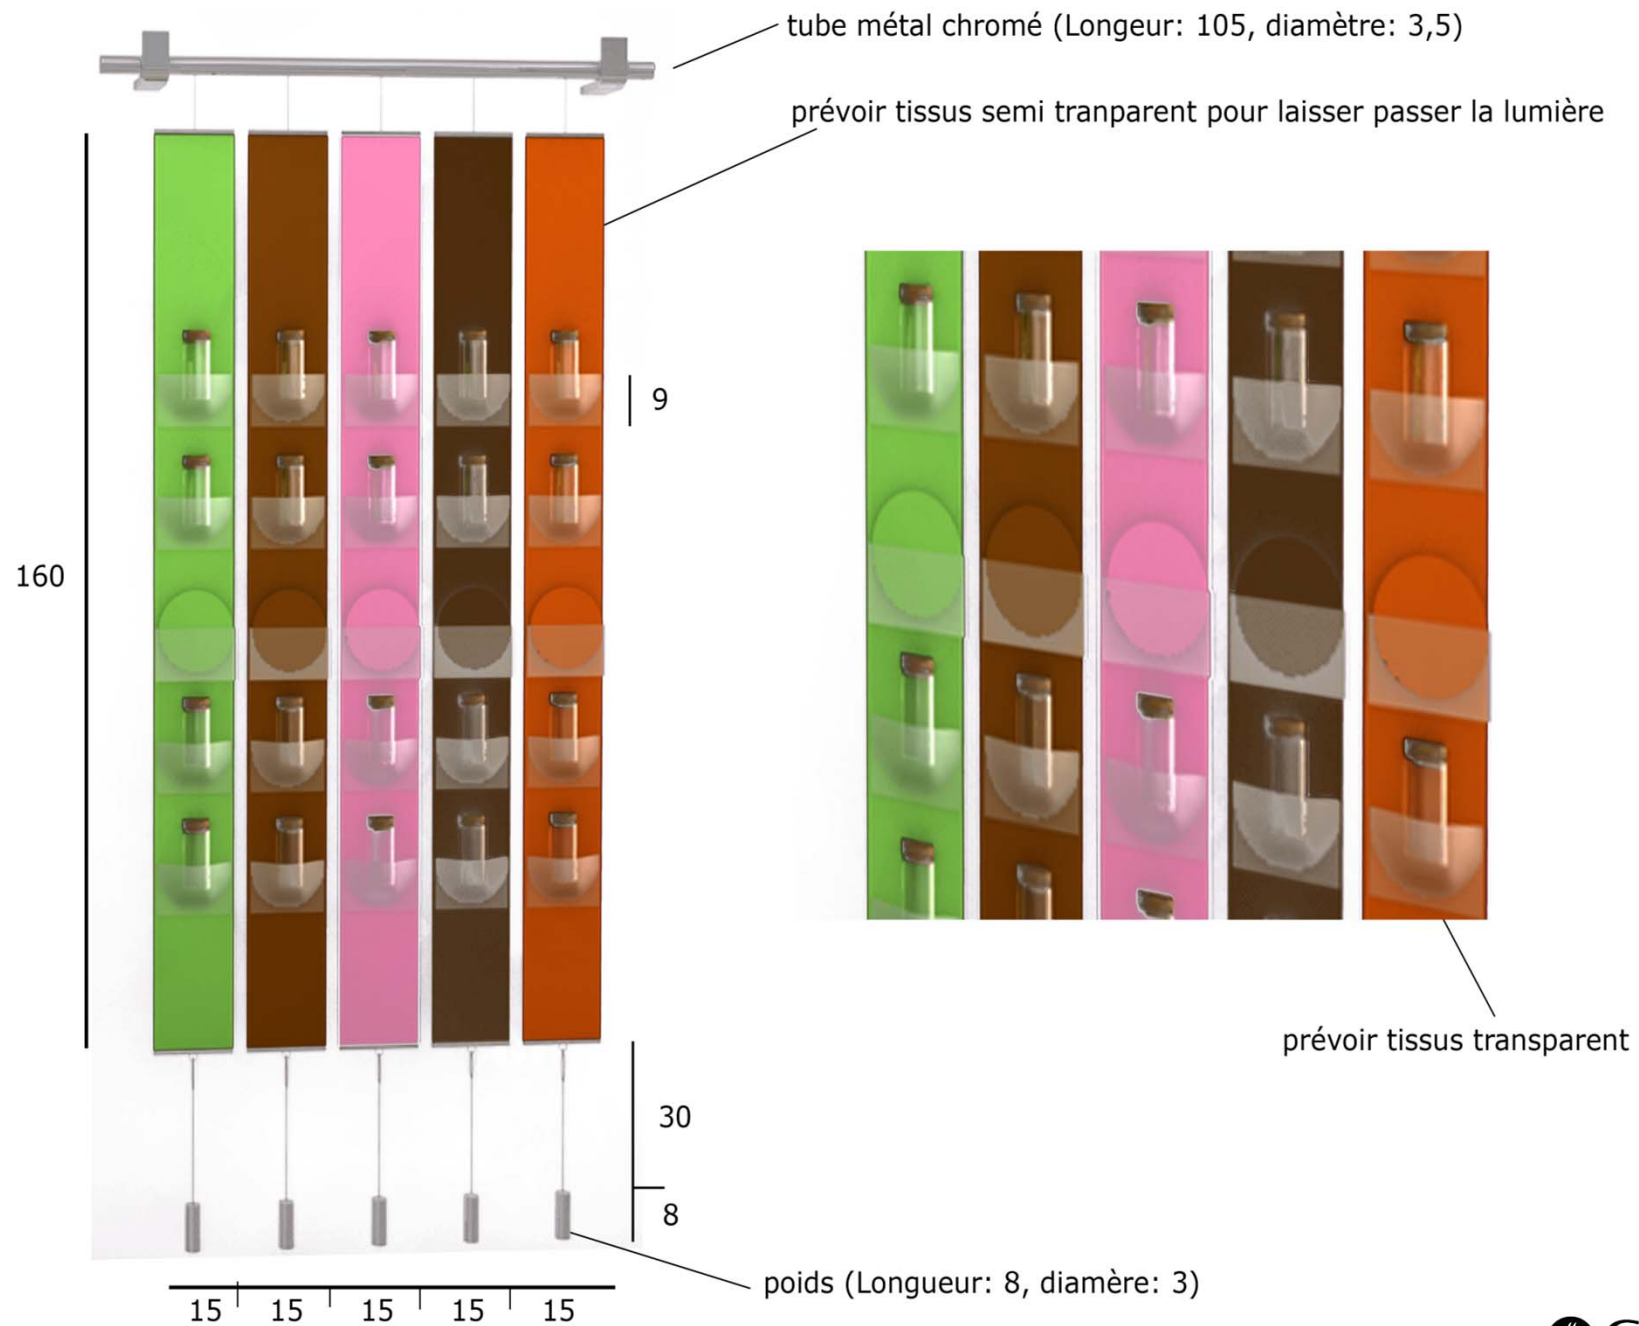 tube métal chromé (Longeur: 105, diamètre: 3,5)
prévoir tissus semi tranparent pour laisser passer la lumière
9
160
prévoir tissus transparent
30
8
poids (Longueur: 8, diamère: 3)
15 15 15 15 15